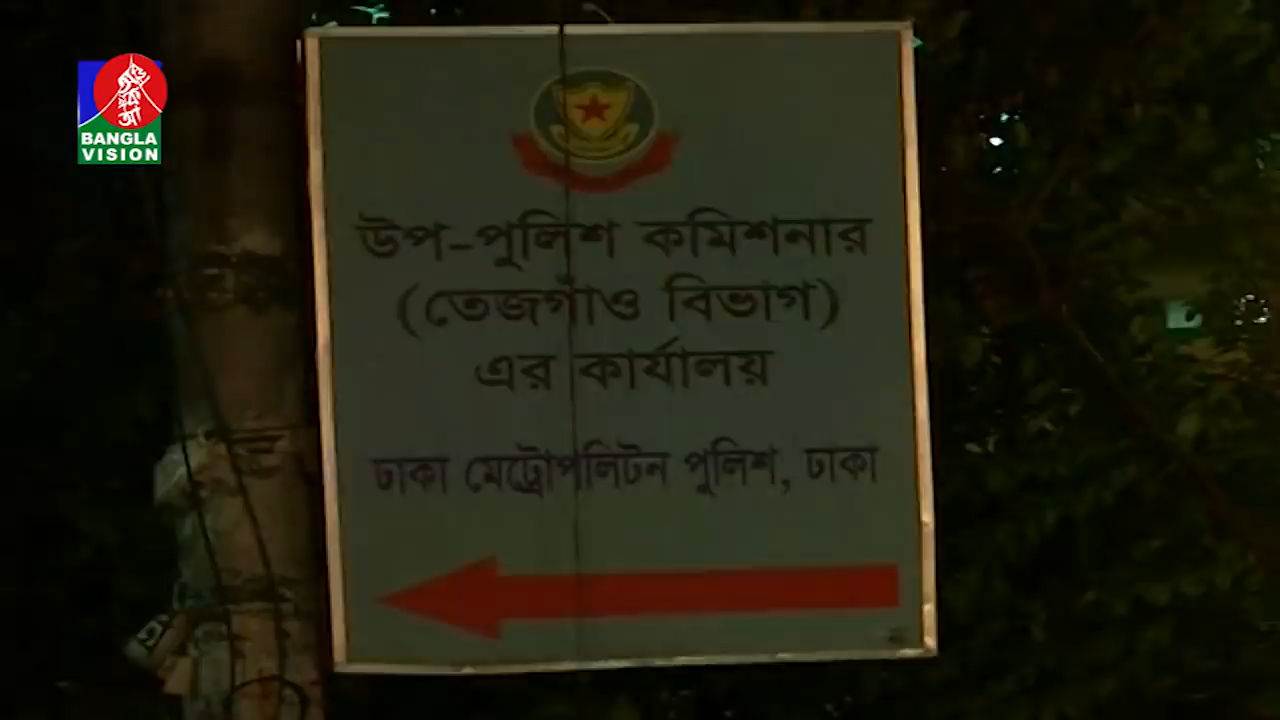 BANGLA
VISION
উপ-পুলিশ কমিশনার
(তেজগাঁও বিভাগ)
এর কার্যালয়
ঢাকা মেট্রোপলিটন পুলিশ, ঢাকা